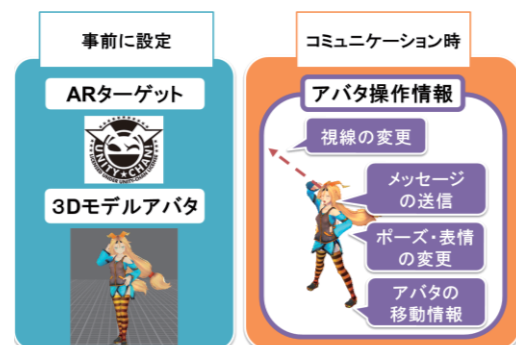 事前に設定
ARターゲット
UNITY★CHAN!
3Dモデルアバタ
コミュニケーション時
アバタ操作情報
視線の変更
メッセージ
の送信
ポーズ・表情
の変更
アバタの
移動情報